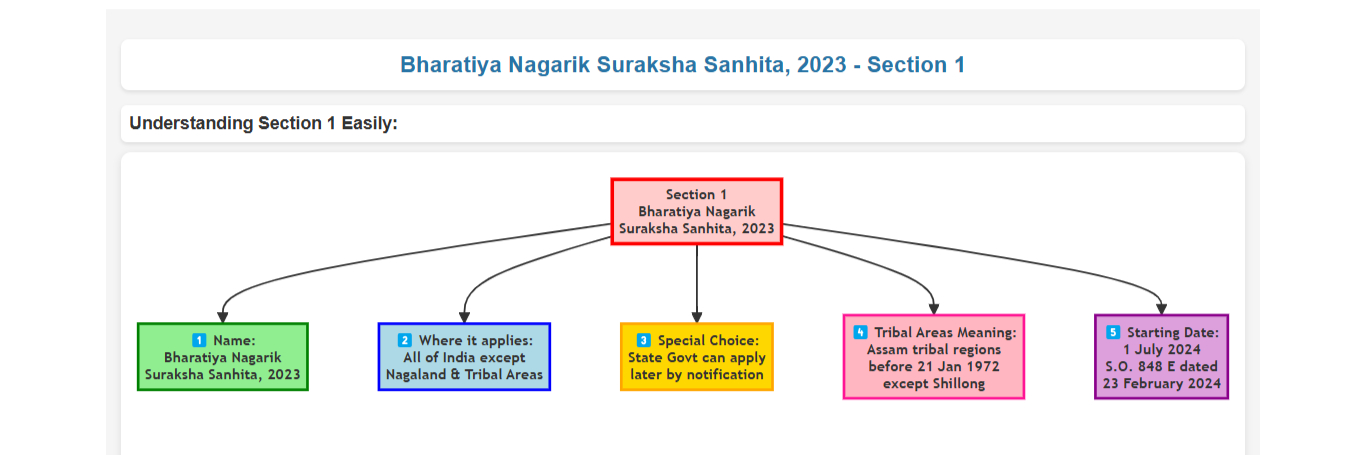 Bharatiya Nagarik Suraksha Sanhita, 2023 - Section 1
Understanding Section 1 Easily:
Section 1
Bharatiya Nagarik
Suraksha Sanhita, 2023
1 Name:
Bharatiya Nagarik
Suraksha Sanhita, 2023
2 Where it applies:
All of India except
Nagaland & Tribal Areas
3 Special Choice:
State Govt can apply
later by notification
4 Tribal Areas Meaning:
Assam tribal regions
before 21 Jan 1972
except Shillong
5 Starting Date:
1 July 2024
S.O. 848 E dated
23 February 2024